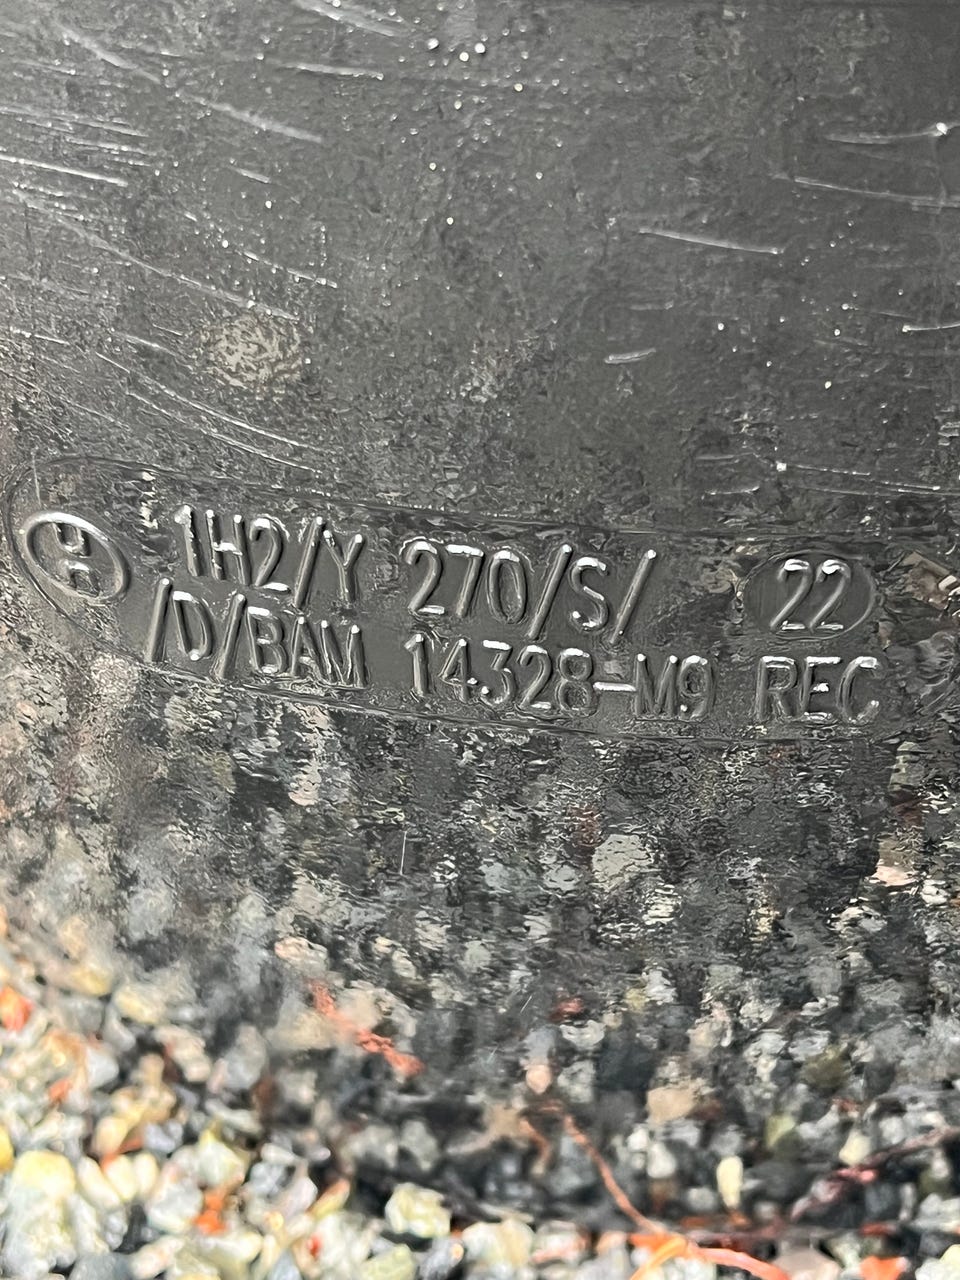 1H2/Y 270/S/ 22
/D/BAM 14328-M9 REC